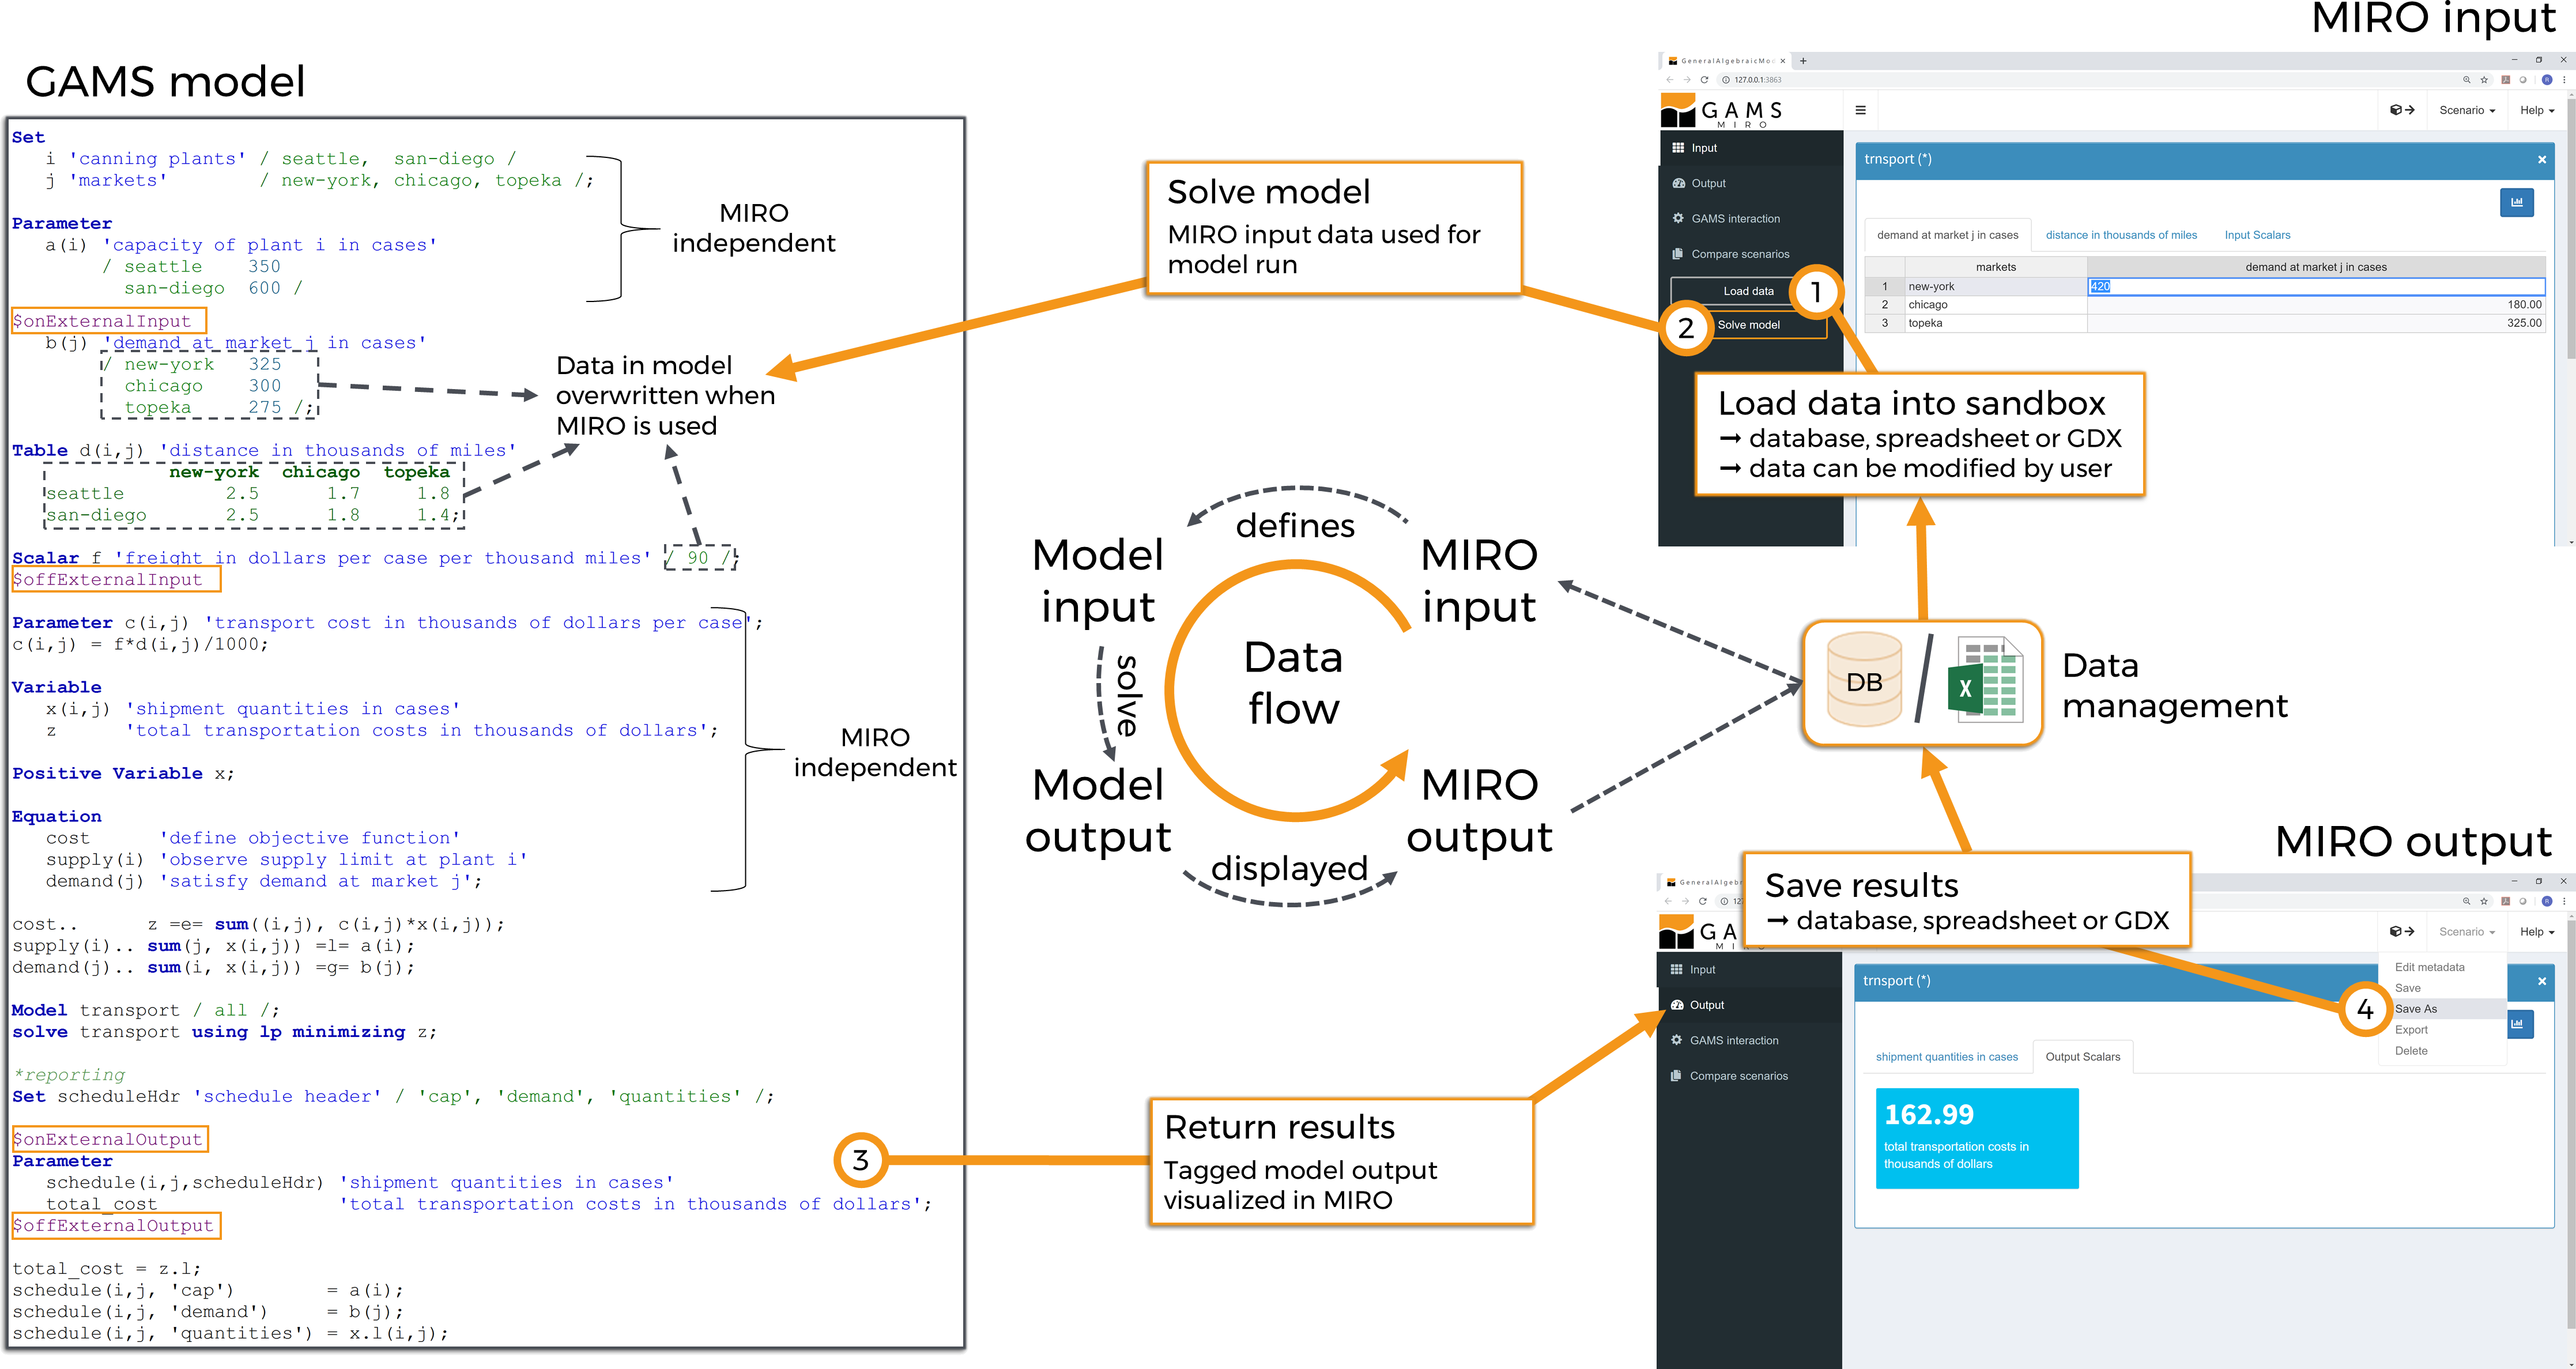 GAMS model
Set
i 'canning plants' / seattle, san-diego /
j 'markets' / new-york, chicago, topeka /;
Parameter
a(i) 'capacity of plant i in cases'
/ seattle 350
san-diego 600 /
$onExternalInput
b(j) 'demand at market j in cases'
/ new-york 325
chicago 300
topeka 275 /;
Table d(i,j) 'distance in thousands of miles'
new-york chicago topeka
seattle 2.5 1.7 1.8
san-diego 2.5 1.8 1.4;
Scalar f 'freight in dollars per case per thousand miles' / 90 /;
$offExternalInput
Parameter c(i,j) 'transport cost in thousands of dollars per case';
c(i,j) = f*d(i,j)/1000;
Variable
x(i,j) 'shipment quantities in cases'
z 'total transportation costs in thousands of dollars';
Positive Variable x;
Equation
cost 'define objective function'
supply(i) 'observe supply limit at plant i'
demand(j) 'satisfy demand at market j';
cost.. z =e= sum((i,j), c(i,j)*x(i,j));
supply(i).. sum(j, x(i,j)) =l= a(i);
demand(j).. sum(i, x(i,j)) =g= b(j);
Model transport / all /;
solve transport using lp minimizing z;
*reporting
Set scheduleHdr 'schedule header' / 'cap', 'demand', 'quantities' /;
$onExternalOutput
Parameter
schedule(i,j,scheduleHdr) 'shipment quantities in cases'
total_cost 'total transportation costs in thousands of dollars';
$offExternalOutput
total_cost = z.l;
schedule(i,j, 'cap') = a(i);
schedule(i,j, 'demand') = b(j);
schedule(i,j, 'quantities') = x.l(i,j);
MIRO
independent
Data in model
overwritten when
MIRO is used
MIRO
independent
3
Solve model
MIRO input data used for
model run
defines
Model
input
MIRO
input
Data
flow
solve
Model
output
MIRO
output
displayed
Return results
Tagged model output
visualized in MIRO
MIRO input
GeneralAlgebraicMod
127.0.0.1:3863
GAMS
MIRO
Scenario
Help
Input
Output
GAMS interaction
Compare scenarios
Load data
1
2
Solve model
trnsport (*)
demand at market j in cases
distance in thousands of miles
Input Scalars
markets demand at market j in cases
1 new-york 420
2 chicago 180.00
3 topeka 325.00
Load data into sandbox
→ database, spreadsheet or GDX
→ data can be modified by user
DB
X
Data
management
MIRO output
Save results
→ database, spreadsheet or GDX
GeneralAlgeb
127
GA
MI
Scenario
Help
Input
Output
GAMS interaction
Compare scenarios
trnsport (*)
Edit metadata
Save
4
Save As
Export
Delete
shipment quantities in cases
Output Scalars
162.99
total transportation costs in
thousands of dollars